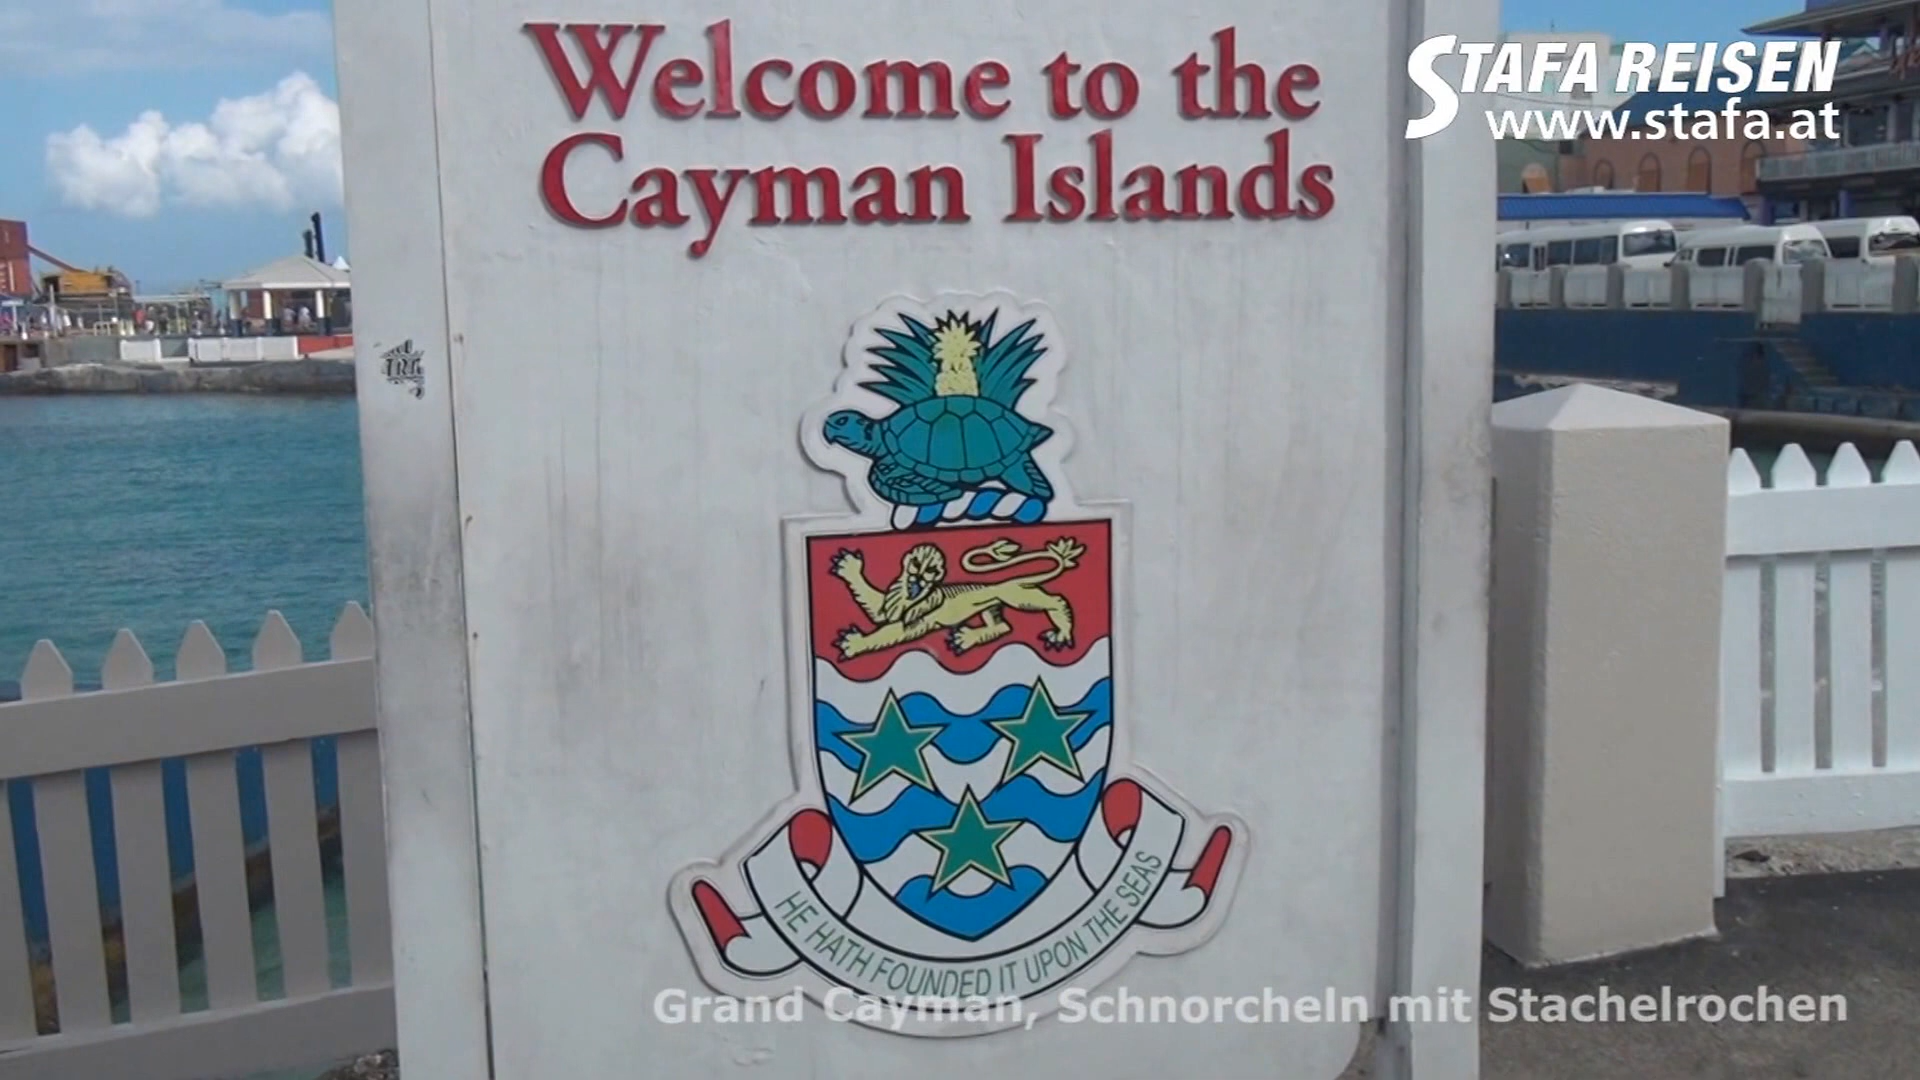 Welcome to the
Cayman Islands
STAFA REISEN
www.stafa.at
HE HATH FOUNDED IT UPON THE SEAS
Grand Cayman, Schnorcheln mit Stachelrochen